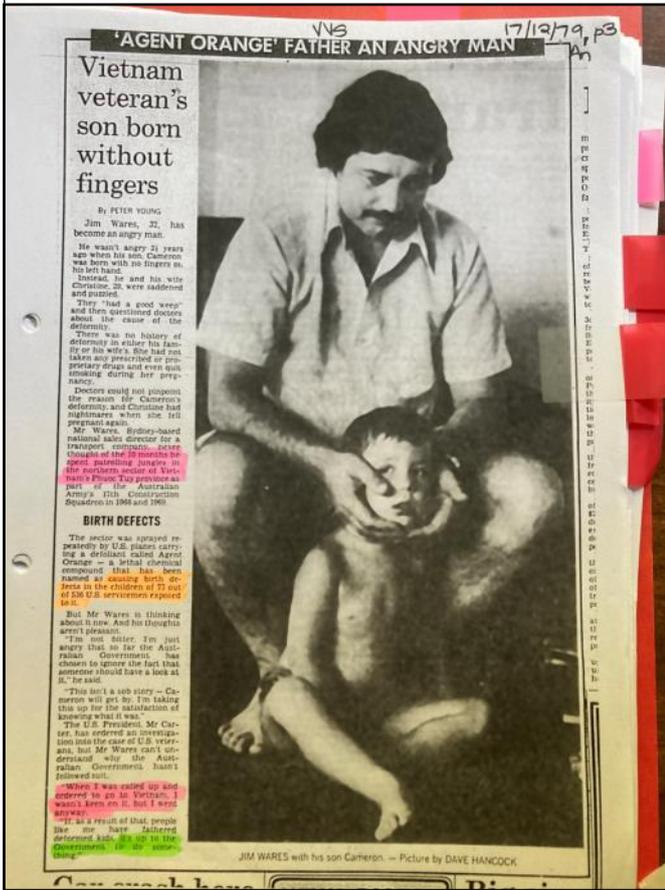 VVS 17/12/79, p3
'AGENT ORANGE' FATHER AN ANGRY MAN
Vietnam
veteran's
son born
without
fingers
By PETER YOUNG
Jim Wares, 32, has
become an angry man.
He wasn't angry 2½ years
ago when his son, Cameron
was born with no fingers on
his left hand.
Instead, he and his wife
Christine, 29, were saddened
and puzzled.
They "had a good weep"
and then questioned doctors
about the cause of the
deformity.
There was no history of
deformity in either his fam-
ily or his wife's. She had not
taken any prescribed or pro-
prietary drugs and even quit
smoking during her preg-
nancy.
Doctors could not pinpoint
the reason for Cameron's
deformity, and Christine had
nightmares when she fell
pregnant again.
Mr Wares, Sydney-based
national sales director for a
transport company, never
thought of the 10 months he
spent patrolling jungles in
the northern sector of Viet-
nam's Phuoc Tuy province as
part of the Australian
Army's 17th Construction
Squadron in 1968 and 1969.
BIRTH DEFECTS
The sector was sprayed re-
peatedly by U.S. planes carry-
ing a defoliant called Agent
Orange — a lethal chemical
compound that has been
named as causing birth de-
fects in the children of 77 out
of 536 U.S. servicemen exposed
to it.
But Mr Wares is thinking
about it now. And his thoughts
aren't pleasant.
"I'm not bitter. I'm just
angry that so far the Aust-
ralian Government has
chosen to ignore the fact that
someone should have a look at
it," he said.
"This isn't a sob story — Ca-
meron will get by. I'm taking
this up for the satisfaction of
knowing what it was."
The U.S. President, Mr Car-
ter, has ordered an investiga-
tion into the case of U.S. veter-
ans, but Mr Wares can't un-
derstand why the Aust-
ralian Government hasn't
followed suit.
"When I was called up and
ordered to go to Vietnam, I
wasn't keen on it, but I went
anyway.
"If, as a result of that, people
like me have fathered
deformed kids, it's up to the
Government to do some-
thing."
JIM WARES with his son Cameron. — Picture by DAVE HANCOCK